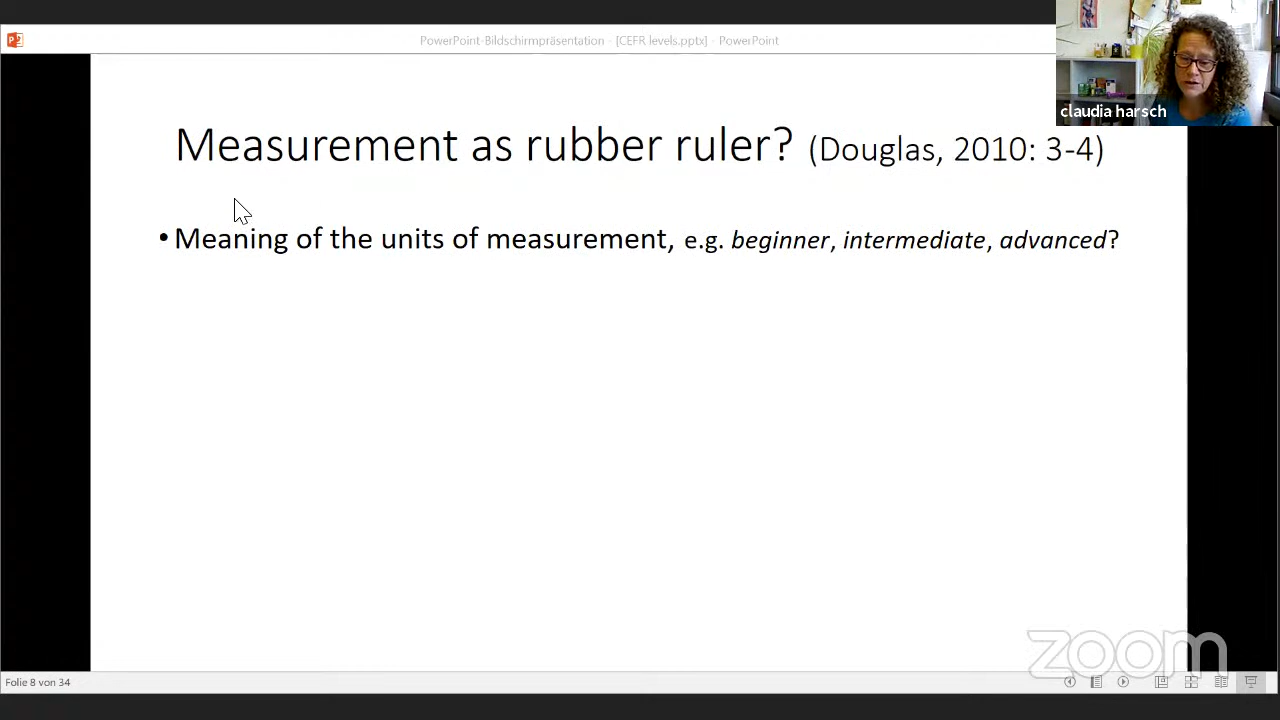 PowerPoint-Bildschirmpräsentation - [CEFR levels.pptx] - PowerPoint
claudia harsch
Measurement as rubber ruler? (Douglas, 2010: 3-4)
• Meaning of the units of measurement, e.g. beginner, intermediate, advanced?
zoom
Folie 8 von 34